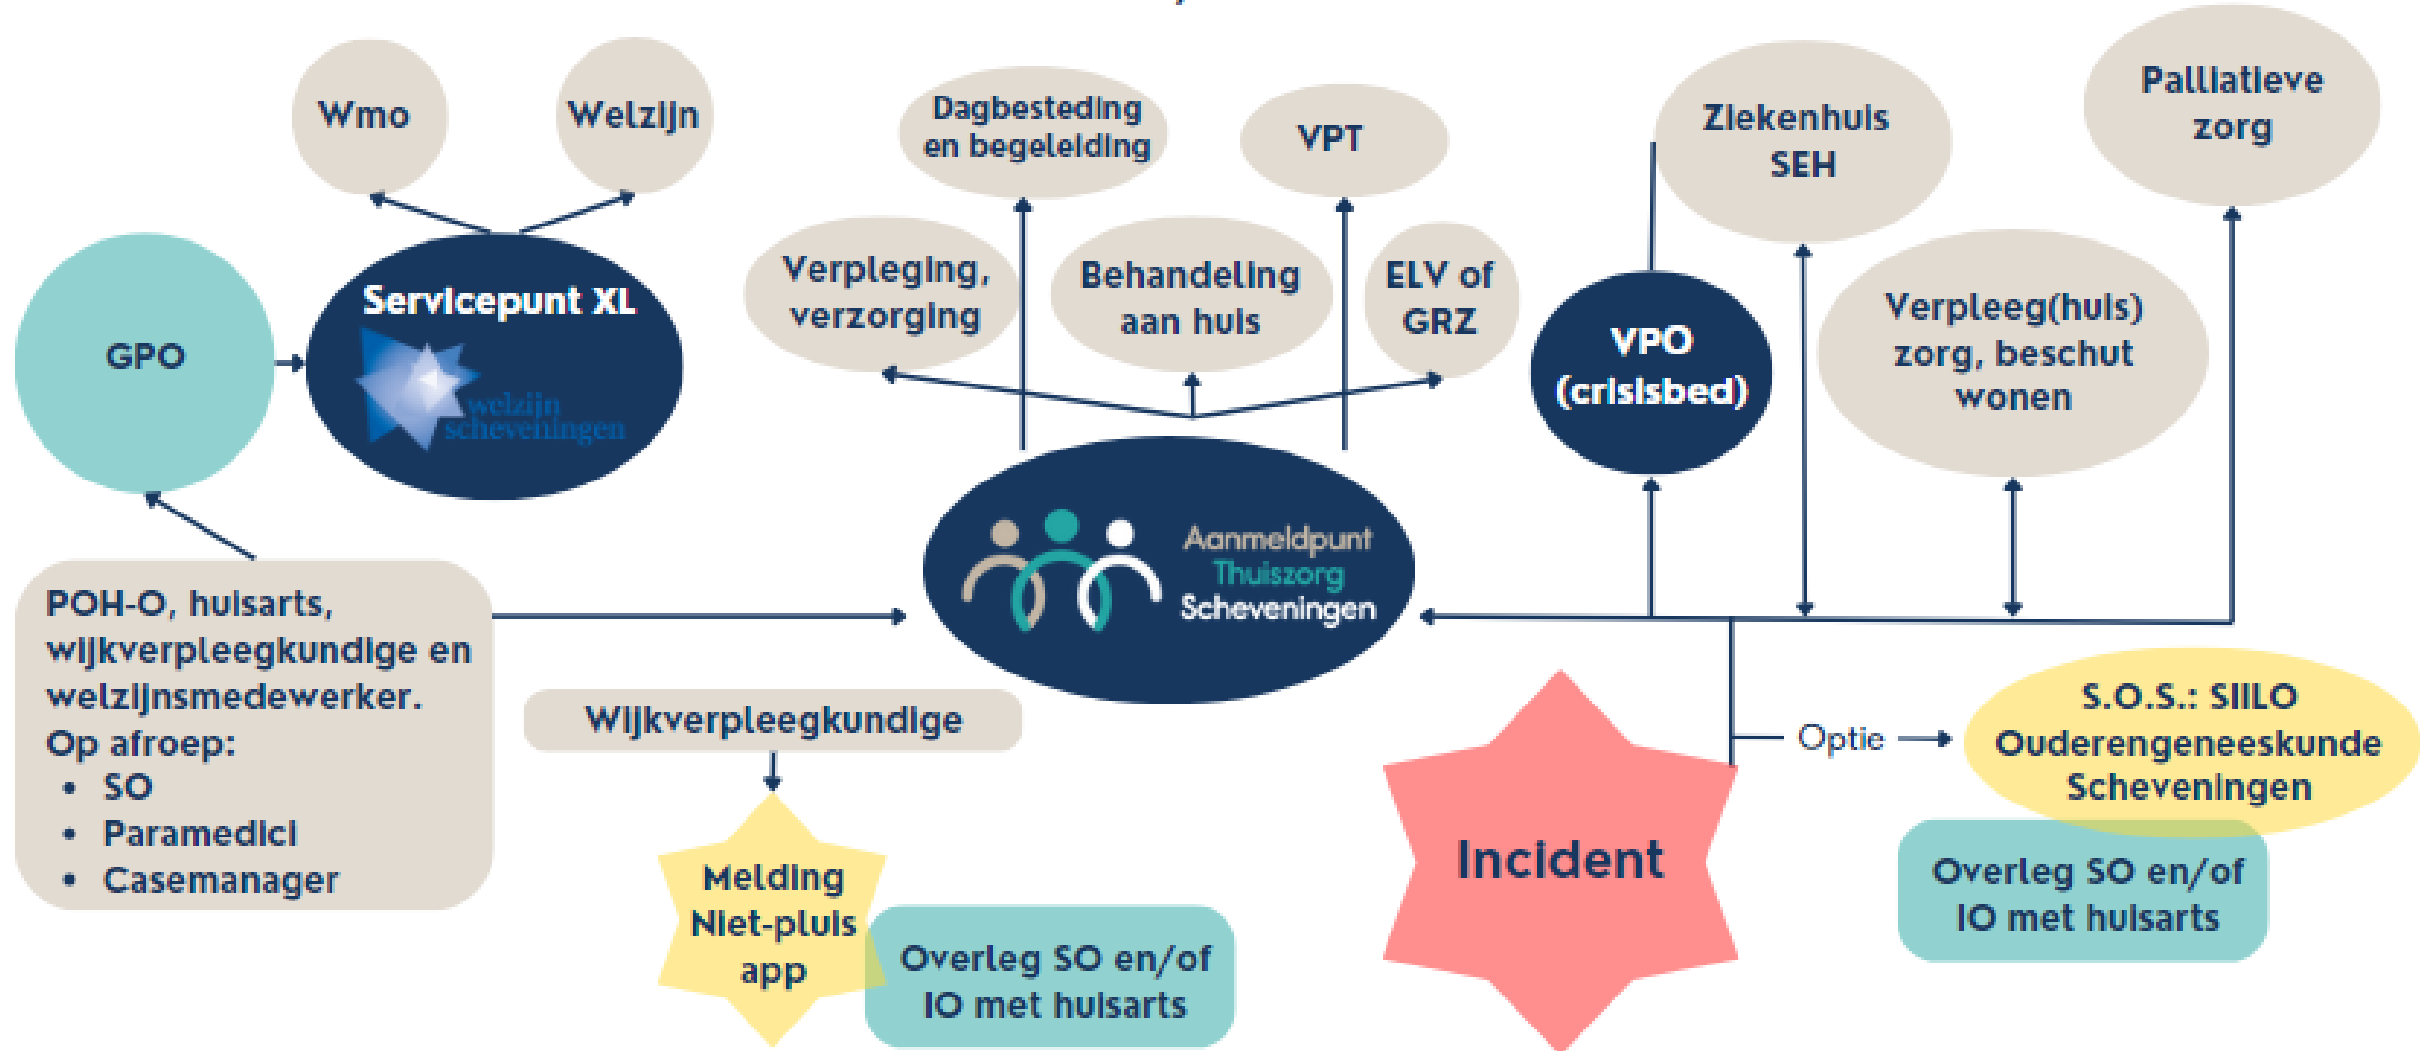 Wmo
Welzijn
Dagbesteding
en begeleiding
VPT
Ziekenhuis
SEH
Palliatieve
zorg
GPO
Servicepunt XL
welzijn
scheveningen
Verpleging,
verzorging
Behandeling
aan huis
ELV of
GRZ
VPO
(crisisbed)
Verpleeg(huis)
zorg, beschut
wonen
Aanmeldpunt
Thuiszorg
Scheveningen
POH-O, huisarts,
wijkverpleegkundige en
welzijnsmedewerker.
Op afroep:
• SO
• Paramedici
• Casemanager
Wijkverpleegkundige
Melding
Niet-pluis
app
Overleg SO en/of
IO met huisarts
Incident
Optie
S.O.S.: SIILO
Ouderengeneeskunde
Scheveningen
Overleg SO en/of
IO met huisarts